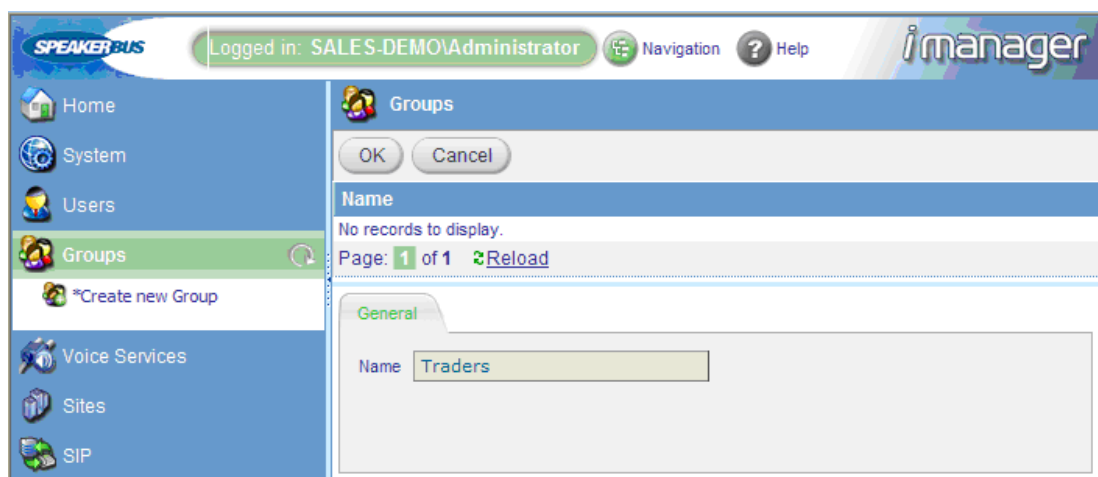 SPEAKERBUS
Logged in: SALES-DEMO\Administrator
Navigation
Help
imanager
Home
System
Users
Groups
*Create new Group
Voice Services
Sites
SIP
Groups
OK Cancel
Name
No records to display.
Page: 1 of 1 Reload
General
Name Traders